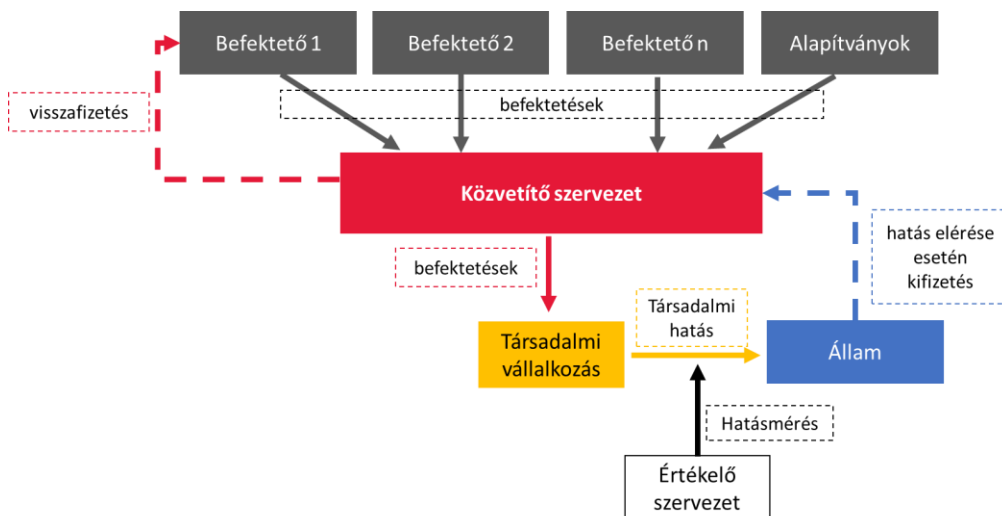 Befektető 1
Befektető 2
Befektető n
Alapítványok
visszafizetés
befektetések
Közvetítő szervezet
hatás elérése
esetén
kifizetés
befektetések
Társadalmi
hatás
Társadalmi
vállalkozás
Állam
Hatásmérés
Értékelő
szervezet